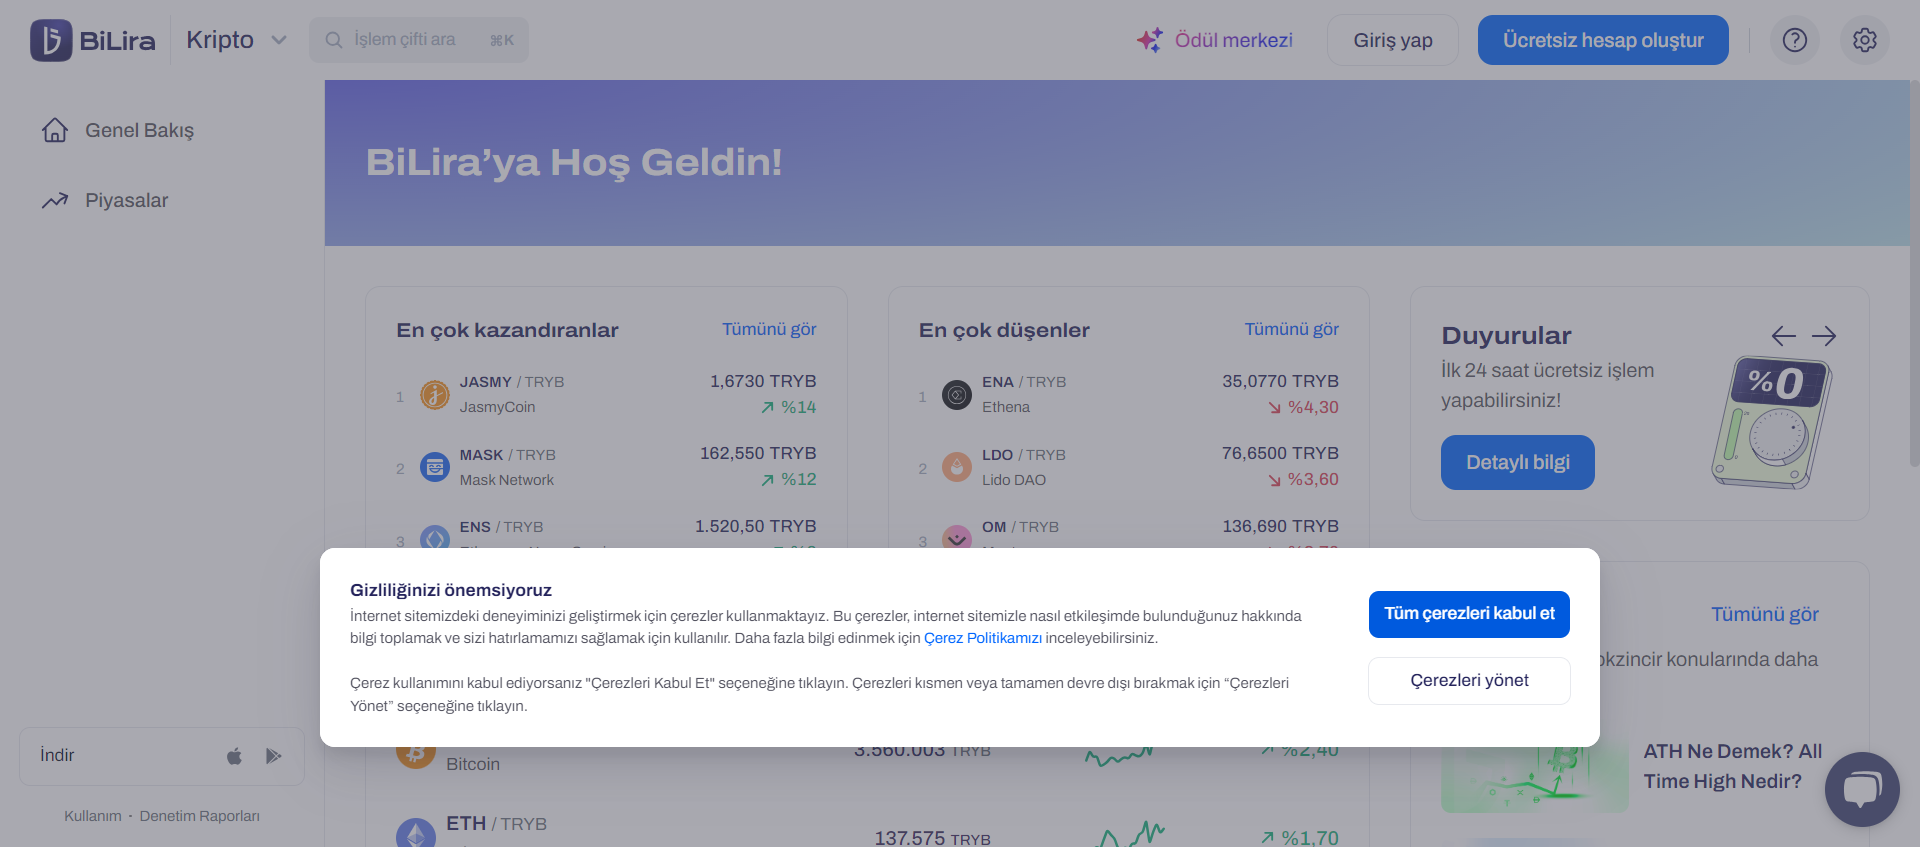 BiLira
Kripto
İşlem çifti ara
⌘K
Ödül merkezi
Giriş yap
Ücretsiz hesap oluştur
Genel Bakış
Piyasalar
BiLira’ya Hoş Geldin!
En çok kazandıranlar
Tümünü gör
1
JASMY / TRYB
JasmyCoin
1,6730 TRYB
%14
2
MASK / TRYB
Mask Network
162,550 TRYB
%12
3
ENS / TRYB
1.520,50 TRYB
En çok düşenler
Tümünü gör
1
ENA / TRYB
Ethena
35,0770 TRYB
%4,30
2
LDO / TRYB
Lido DAO
76,6500 TRYB
%3,60
3
OM / TRYB
136,690 TRYB
Duyurular
İlk 24 saat ücretsiz işlem
yapabilirsiniz!
Detaylı bilgi
%0
Gizliliğinizi önemsiyoruz
İnternet sitemizdeki deneyiminizi geliştirmek için çerezler kullanmaktayız. Bu çerezler, internet sitemizle nasıl etkileşimde bulunduğunuz hakkında
bilgi toplamak ve sizi hatırlamamızı sağlamak için kullanılır. Daha fazla bilgi edinmek için Çerez Politikamızı inceleyebilirsiniz.
Çerez kullanımını kabul ediyorsanız "Çerezleri Kabul Et" seçeneğine tıklayın. Çerezleri kısmen veya tamamen devre dışı bırakmak için “Çerezleri
Yönet” seçeneğine tıklayın.
Tüm çerezleri kabul et
Çerezleri yönet
Tümünü gör
konularında daha
Bitcoin
3.560.003 TRYB
%2,40
ETH / TRYB
137.575 TRYB
%1,70
ATH Ne Demek? All
Time High Nedir?
İndir
Kullanım · Denetim Raporları